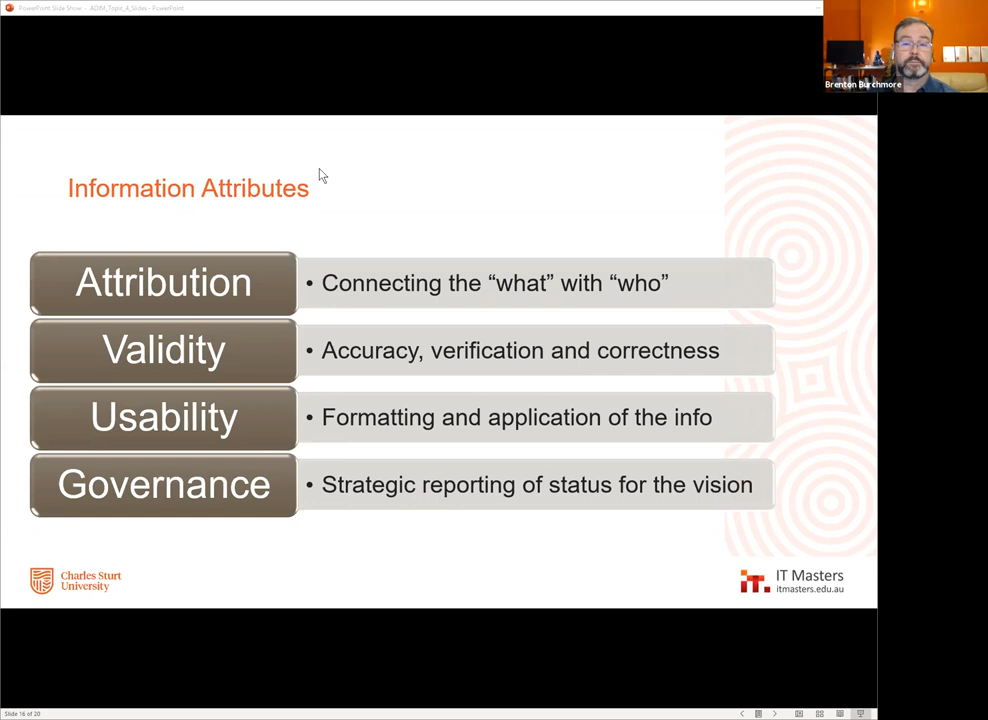 PowerPoint Slide Show - ADIM_Topic_4_Slides - PowerPoint
Brenton Burchmore
Information Attributes
Attribution
• Connecting the “what” with “who”
Validity
• Accuracy, verification and correctness
Usability
• Formatting and application of the info
Governance
• Strategic reporting of status for the vision
Charles Sturt
University
iT.
IT Masters
itmasters.edu.au
Slide 16 of 20